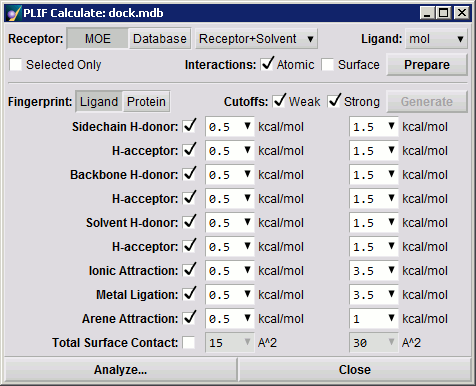 PLIF Calculate: dock.mdb
Receptor: MOE Database Receptor+Solvent Ligand: mol
Selected Only Interactions: Atomic Surface Prepare
Fingerprint: Ligand Protein Cutoffs: Weak Strong Generate
Sidechain H-donor: 0.5 kcal/mol 1.5 kcal/mol
H-acceptor: 0.5 kcal/mol 1.5 kcal/mol
Backbone H-donor: 0.5 kcal/mol 1.5 kcal/mol
H-acceptor: 0.5 kcal/mol 1.5 kcal/mol
Solvent H-donor: 0.5 kcal/mol 1.5 kcal/mol
H-acceptor: 0.5 kcal/mol 1.5 kcal/mol
Ionic Attraction: 0.5 kcal/mol 3.5 kcal/mol
Metal Ligation: 0.5 kcal/mol 3.5 kcal/mol
Arene Attraction: 0.5 kcal/mol 1 kcal/mol
Total Surface Contact: 15 A^2 30 A^2
Analyze... Close